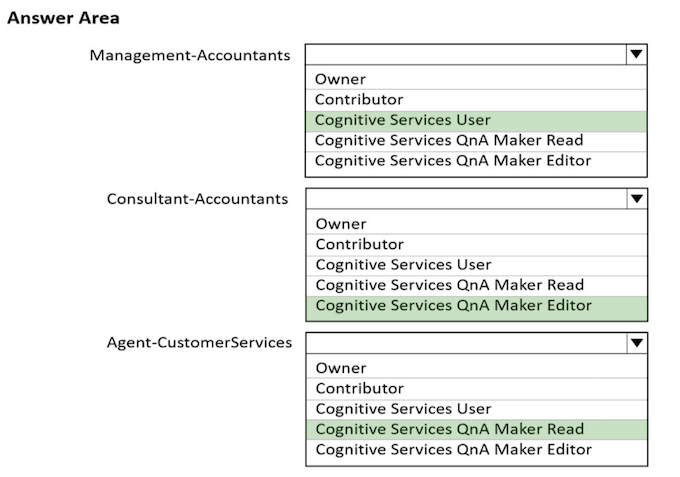 Answer Area
Management-Accountants
Owner
Contributor
Cognitive Services User
Cognitive Services QnA Maker Read
Cognitive Services QnA Maker Editor
Consultant-Accountants
Owner
Contributor
Cognitive Services User
Cognitive Services QnA Maker Read
Cognitive Services QnA Maker Editor
Agent-CustomerServices
Owner
Contributor
Cognitive Services User
Cognitive Services QnA Maker Read
Cognitive Services QnA Maker Editor